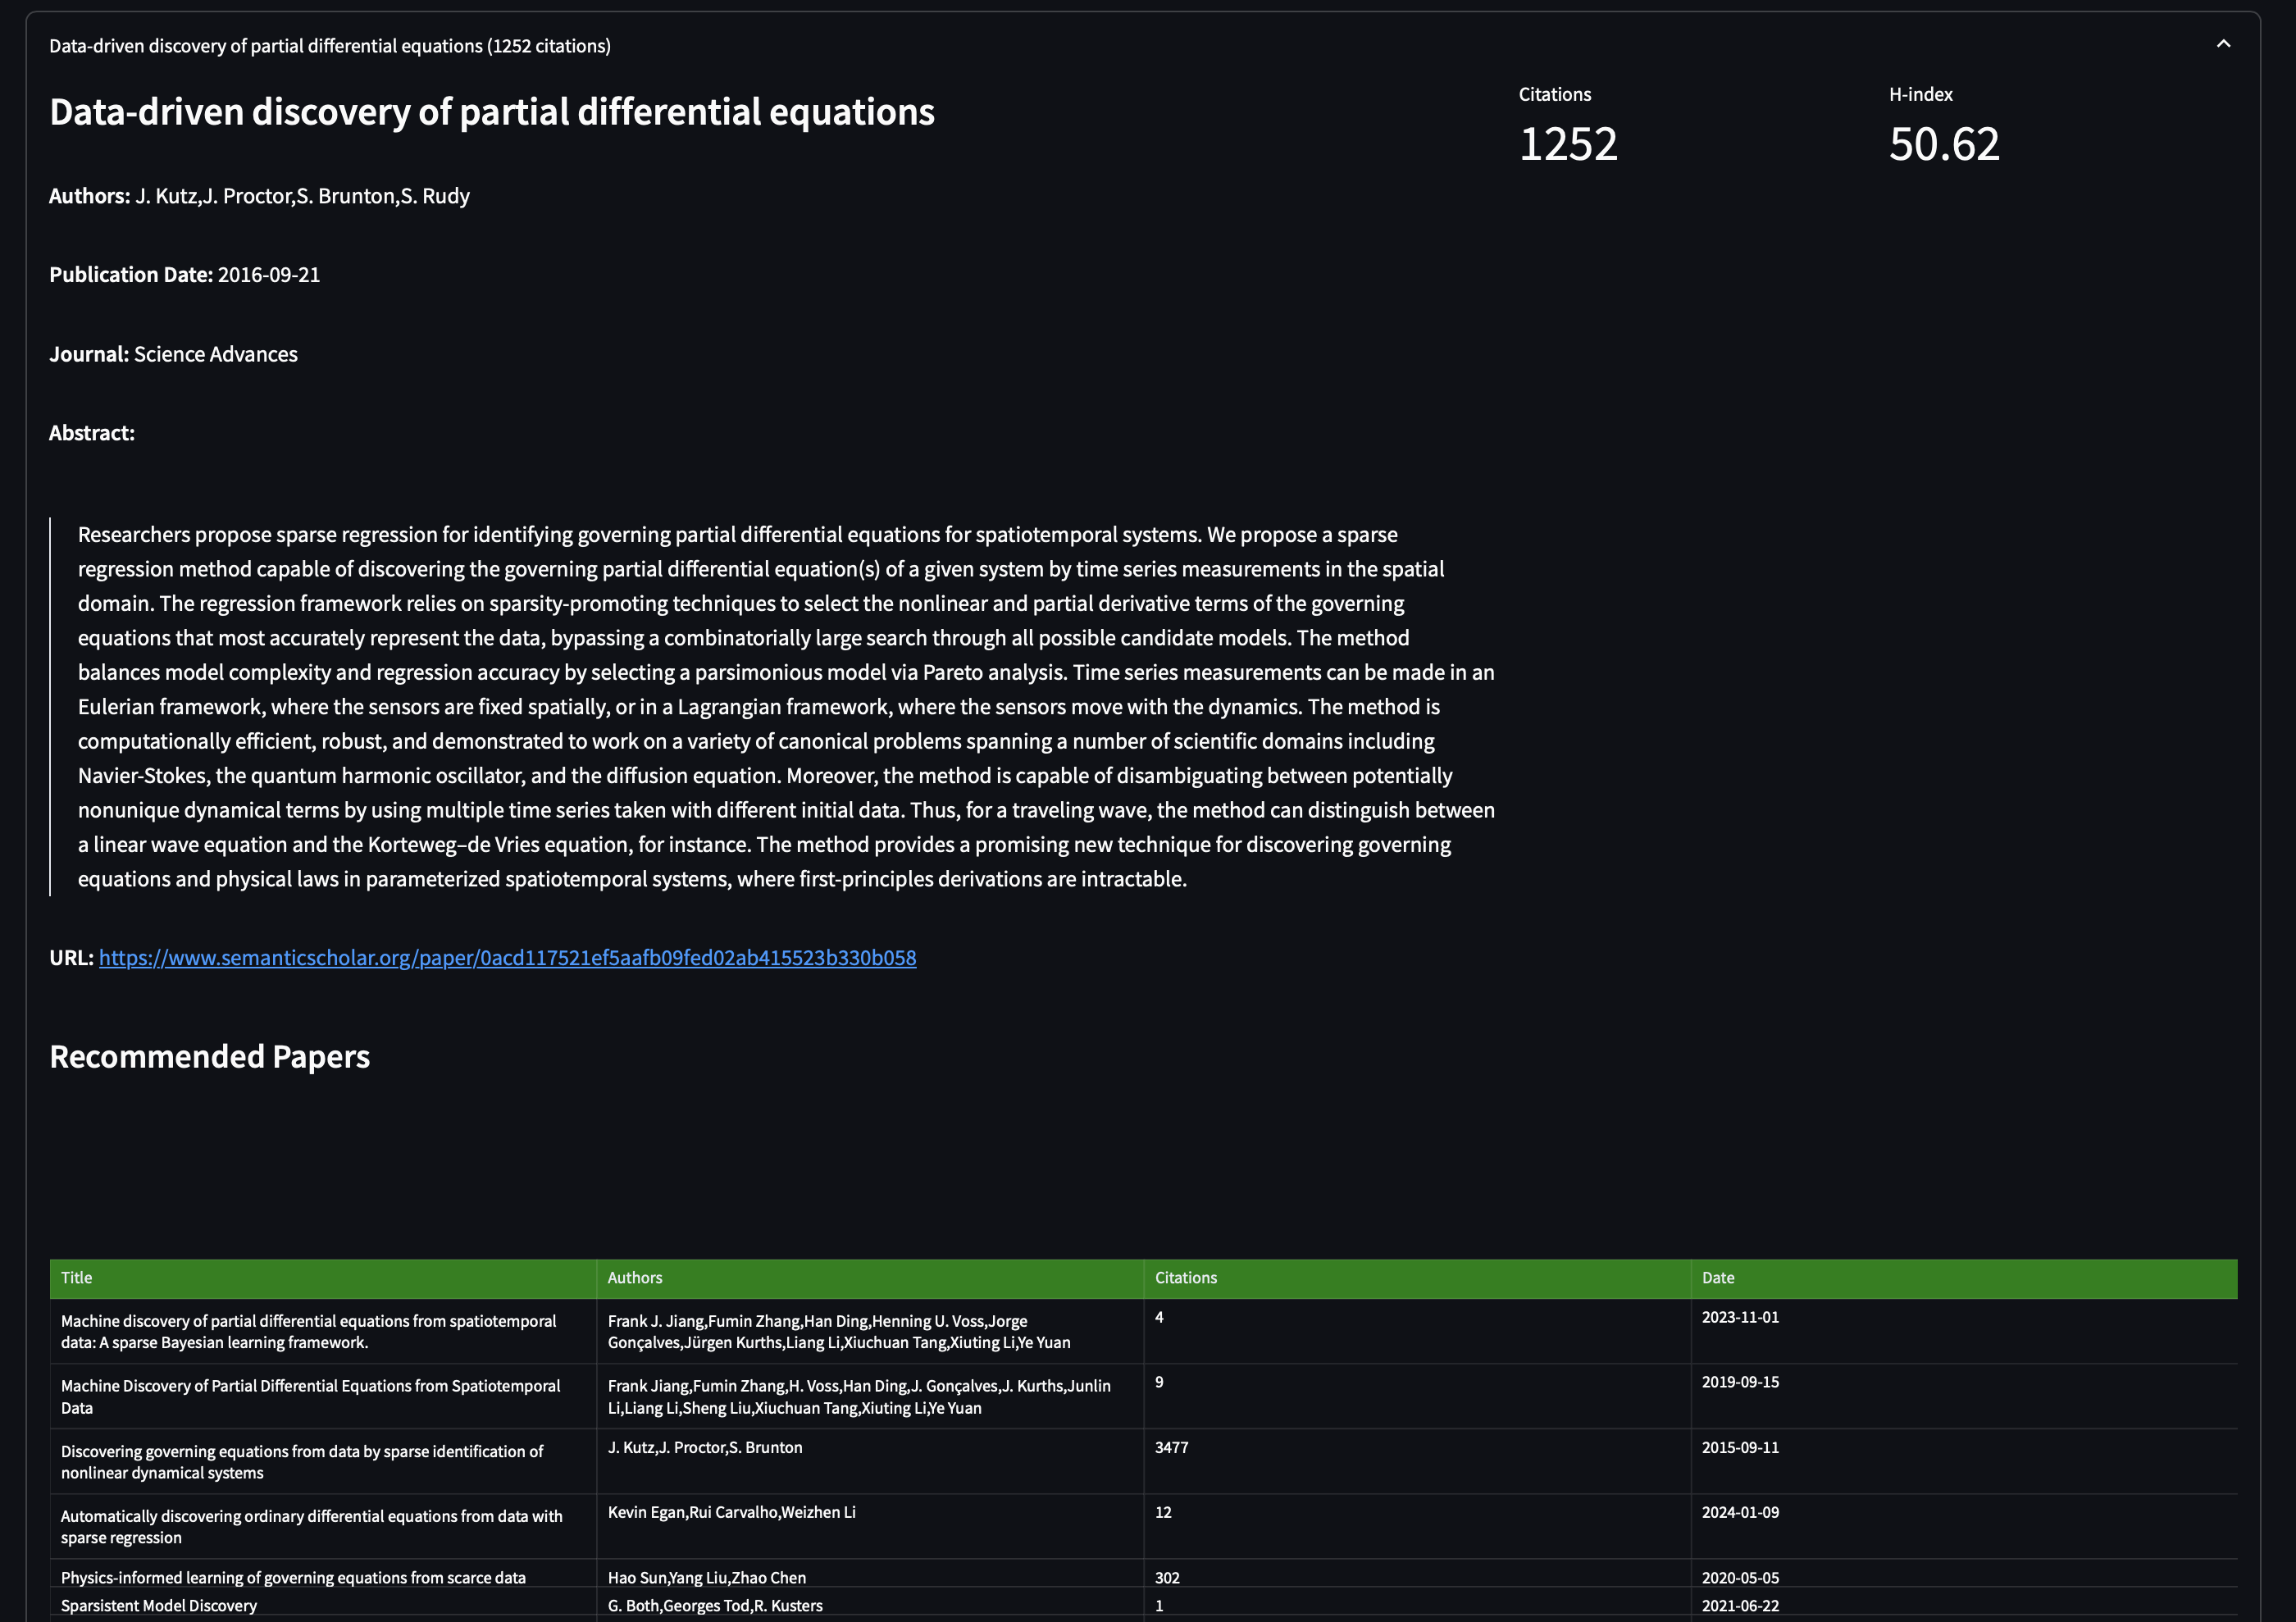 Data-driven discovery of partial differential equations (1252 citations)
Data-driven discovery of partial differential equations
Citations
1252
H-index
50.62
Authors: J. Kutz,J. Proctor,S. Brunton,S. Rudy
Publication Date: 2016-09-21
Journal: Science Advances
Abstract:
Researchers propose sparse regression for identifying governing partial differential equations for spatiotemporal systems. We propose a sparse
regression method capable of discovering the governing partial differential equation(s) of a given system by time series measurements in the spatial
domain. The regression framework relies on sparsity-promoting techniques to select the nonlinear and partial derivative terms of the governing
equations that most accurately represent the data, bypassing a combinatorially large search through all possible candidate models. The method
balances model complexity and regression accuracy by selecting a parsimonious model via Pareto analysis. Time series measurements can be made in an
Eulerian framework, where the sensors are fixed spatially, or in a Lagrangian framework, where the sensors move with the dynamics. The method is
computationally efficient, robust, and demonstrated to work on a variety of canonical problems spanning a number of scientific domains including
Navier-Stokes, the quantum harmonic oscillator, and the diffusion equation. Moreover, the method is capable of disambiguating between potentially
nonunique dynamical terms by using multiple time series taken with different initial data. Thus, for a traveling wave, the method can distinguish between
a linear wave equation and the Korteweg–de Vries equation, for instance. The method provides a promising new technique for discovering governing
equations and physical laws in parameterized spatiotemporal systems, where first-principles derivations are intractable.
URL: https://www.semanticscholar.org/paper/0acd117521ef5aafb09fed02ab415523b330b058
Recommended Papers
Title Authors Citations Date
Machine discovery of partial differential equations from spatiotemporal
data: A sparse Bayesian learning framework.
Frank J. Jiang,Fumin Zhang,Han Ding,Henning U. Voss,Jorge
Gonçalves,Jürgen Kurths,Liang Li,Xiuchuan Tang,Xiuting Li,Ye Yuan
4
2023-11-01
Machine Discovery of Partial Differential Equations from Spatiotemporal
Data
Frank Jiang,Fumin Zhang,H. Voss,Han Ding,J. Gonçalves,J. Kurths,Junlin
Li,Liang Li,Sheng Liu,Xiuchuan Tang,Xiuting Li,Ye Yuan
9
2019-09-15
Discovering governing equations from data by sparse identification of
nonlinear dynamical systems
J. Kutz,J. Proctor,S. Brunton
3477
2015-09-11
Automatically discovering ordinary differential equations from data with
sparse regression
Kevin Egan,Rui Carvalho,Weizhen Li
12
2024-01-09
Physics-informed learning of governing equations from scarce data
Hao Sun,Yang Liu,Zhao Chen
302
2020-05-05
Sparsistent Model Discovery
G. Both,Georges Tod,R. Kusters
1
2021-06-22